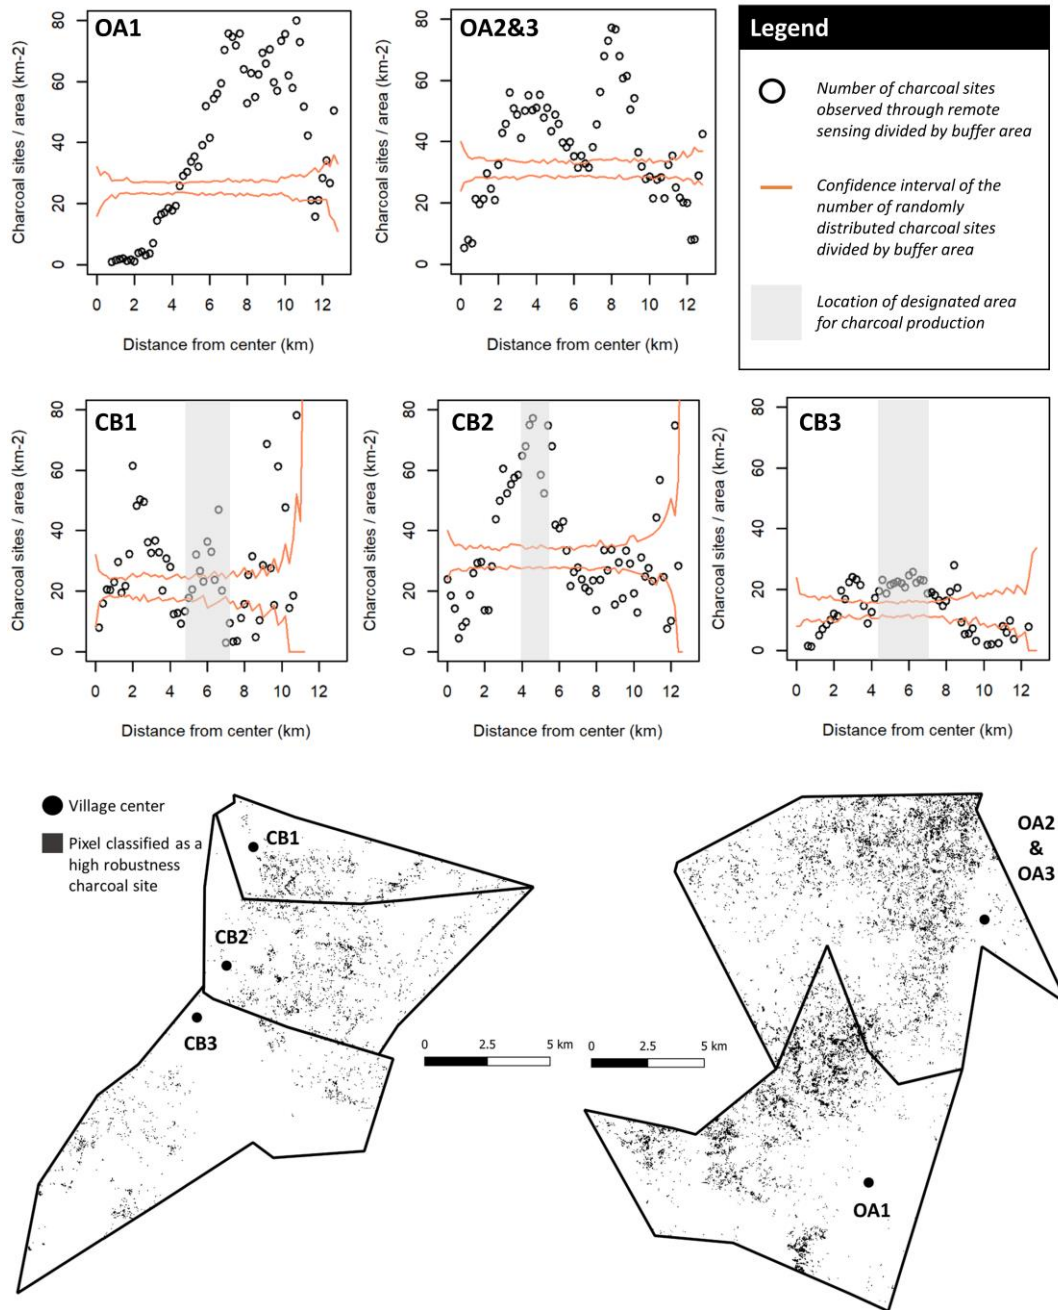 OA1
Charcoal sites / area (km-2)
0 20 40 60 80
0 2 4 6 8 10 12
Distance from center (km)
OA2&3
Charcoal sites / area (km-2)
0 20 40 60 80
0 2 4 6 8 10 12
Distance from center (km)
Legend
Number of charcoal sites
observed through remote
sensing divided by buffer area
Confidence interval of the
number of randomly
distributed charcoal sites
divided by buffer area
Location of designated area
for charcoal production
CB1
Charcoal sites / area (km-2)
0 20 40 60 80
0 2 4 6 8 10 12
Distance from center (km)
CB2
Charcoal sites / area (km-2)
0 20 40 60 80
0 2 4 6 8 10 12
Distance from center (km)
CB3
Charcoal sites / area (km-2)
0 20 40 60 80
0 2 4 6 8 10 12
Distance from center (km)
Village center
Pixel classified as a
high robustness
charcoal site
CB1
CB2
CB3
0 2.5 5 km
OA2
&
OA3
0 2.5 5 km
OA1